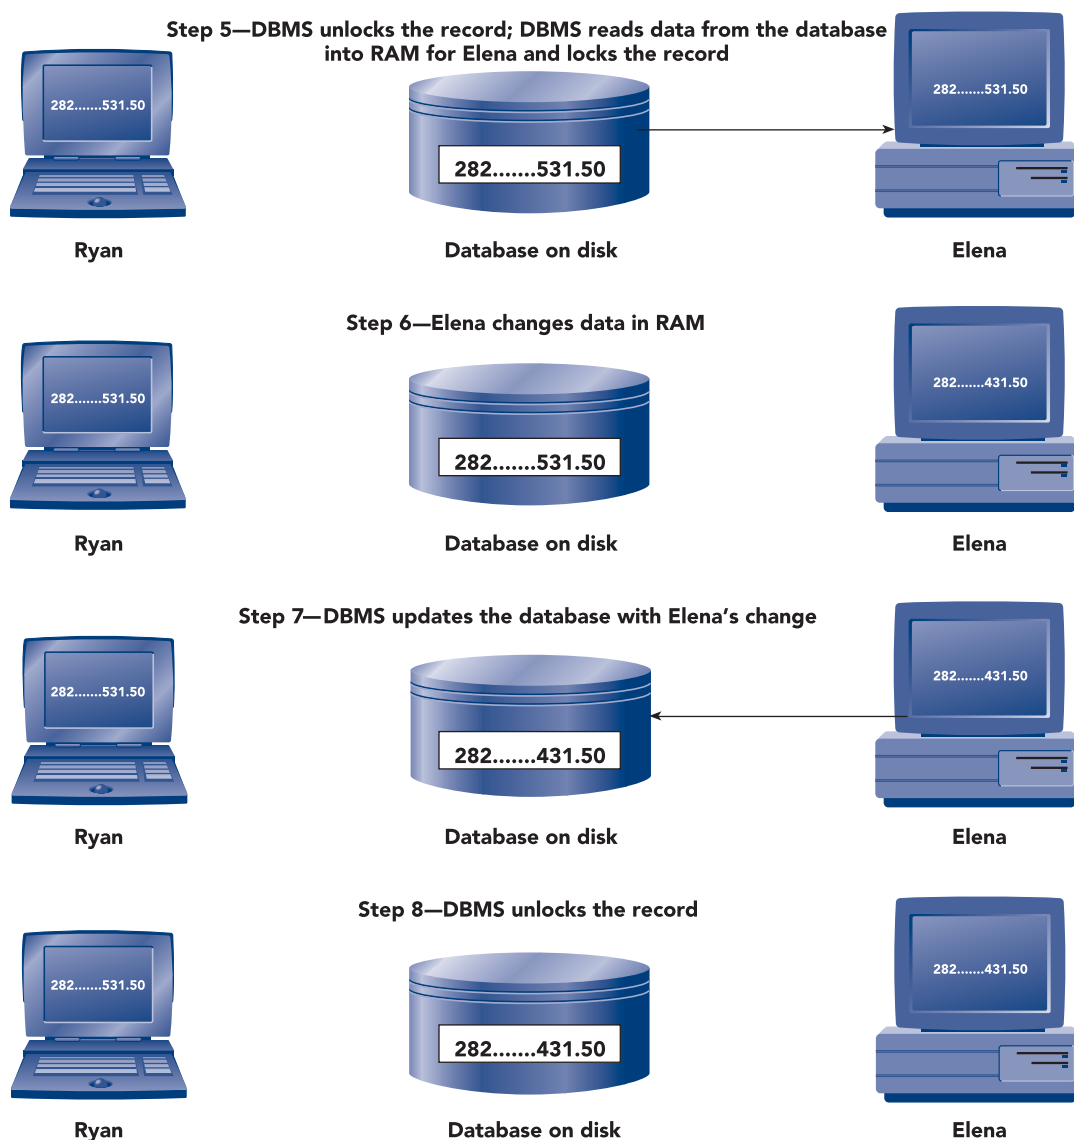 Step 5—DBMS unlocks the record; DBMS reads data from the database
into RAM for Elena and locks the record
282.......531.50
282.......531.50
282.......531.50
Ryan
Database on disk
Elena
Step 6—Elena changes data in RAM
282.......531.50
282.......531.50
282.......431.50
Ryan
Database on disk
Elena
Step 7—DBMS updates the database with Elena’s change
282.......531.50
282.......431.50
282.......431.50
Ryan
Database on disk
Elena
Step 8—DBMS unlocks the record
282.......531.50
282.......431.50
282.......431.50
Ryan
Database on disk
Elena